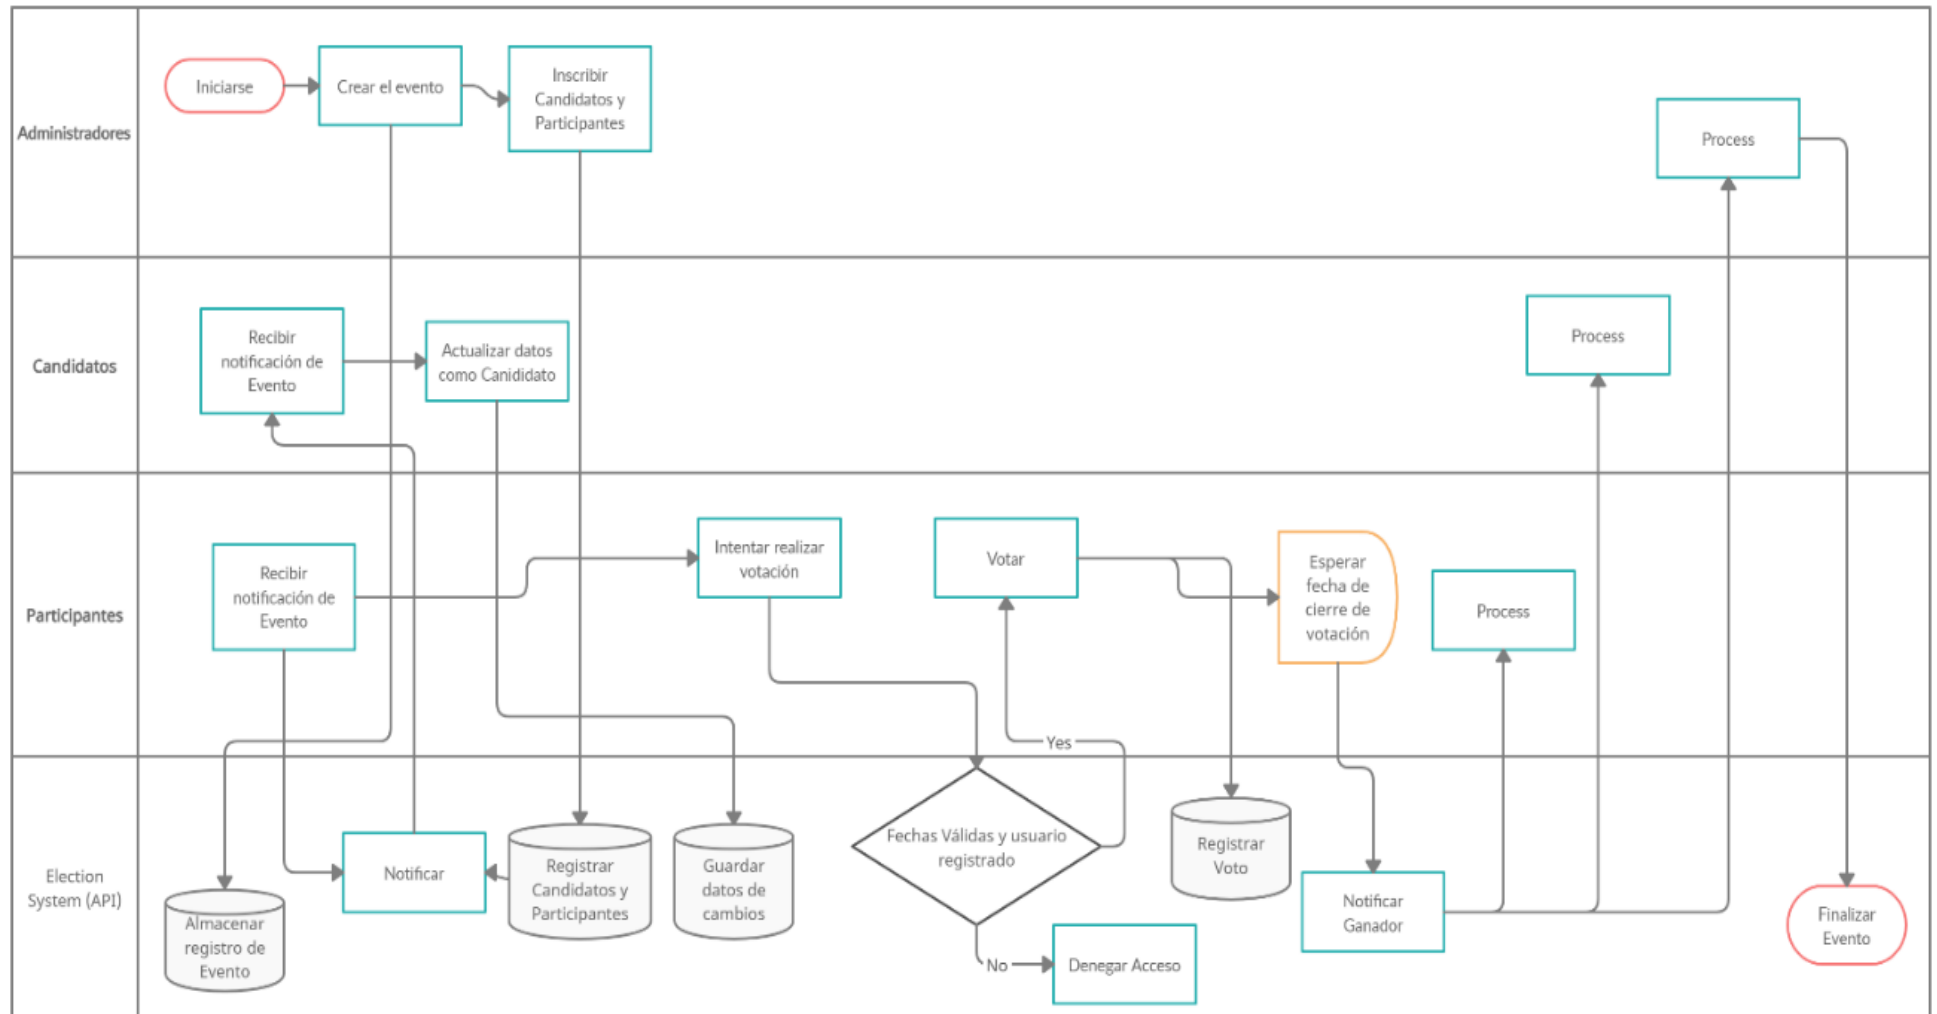 Administradores
Iniciarse
Crear el evento
Inscribir
Candidatos y
Participantes
Process
Candidatos
Recibir
notificación de
Evento
Actualizar datos
como Canididato
Process
Participantes
Recibir
notificación de
Evento
Intentar realizar
votación
Votar
Esperar
fecha de
cierre de
votación
Process
Yes
Election
System (API)
Almacenar
registro de
Evento
Notificar
Registrar
Candidatos y
Participantes
Guardar
datos de
cambios
Fechas Válidas y usuario
registrado
No
Denegar Acceso
Registrar
Voto
Notificar
Ganador
Finalizar
Evento